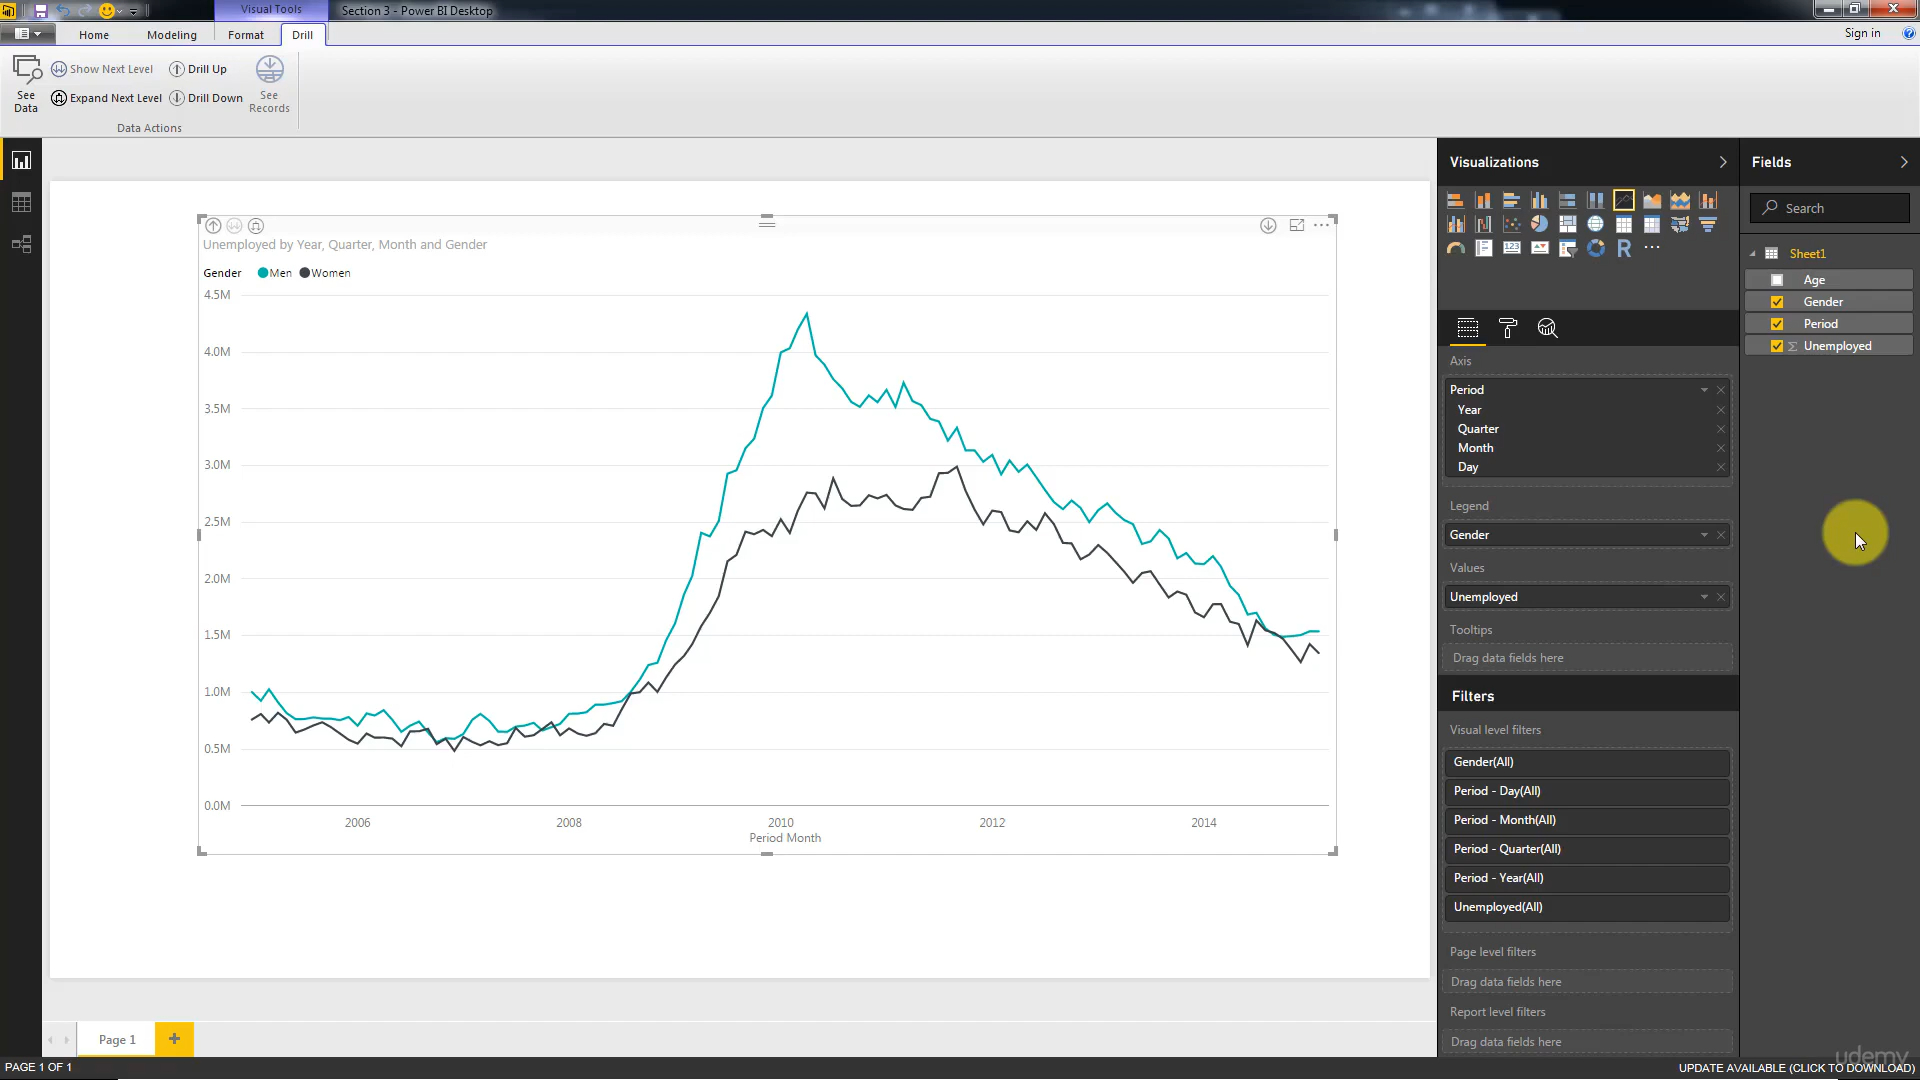 Visual Tools
Section 3 - Power BI Desktop
Home
Modeling
Format
Drill
Sign in
?
See Data
Show Next Level
Expand Next Level
Drill Up
Drill Down
See Records
Data Actions
Unemployed by Year, Quarter, Month and Gender
Gender Men Women
4.5M
4.0M
3.5M
3.0M
2.5M
2.0M
1.5M
1.0M
0.5M
0.0M
2006
2008
2010
2012
2014
Period Month
Visualizations
123
R
Axis
Period
Year
Quarter
Month
Day
Legend
Gender
Values
Unemployed
Tooltips
Drag data fields here
Filters
Visual level filters
Gender(All)
Period - Day(All)
Period - Month(All)
Period - Quarter(All)
Period - Year(All)
Unemployed(All)
Page level filters
Drag data fields here
Report level filters
Drag data fields here
Fields
Search
Sheet1
Age
Gender
Period
Σ Unemployed
Page 1
+
PAGE 1 OF 1
udemy
UPDATE AVAILABLE (CLICK TO DOWNLOAD)